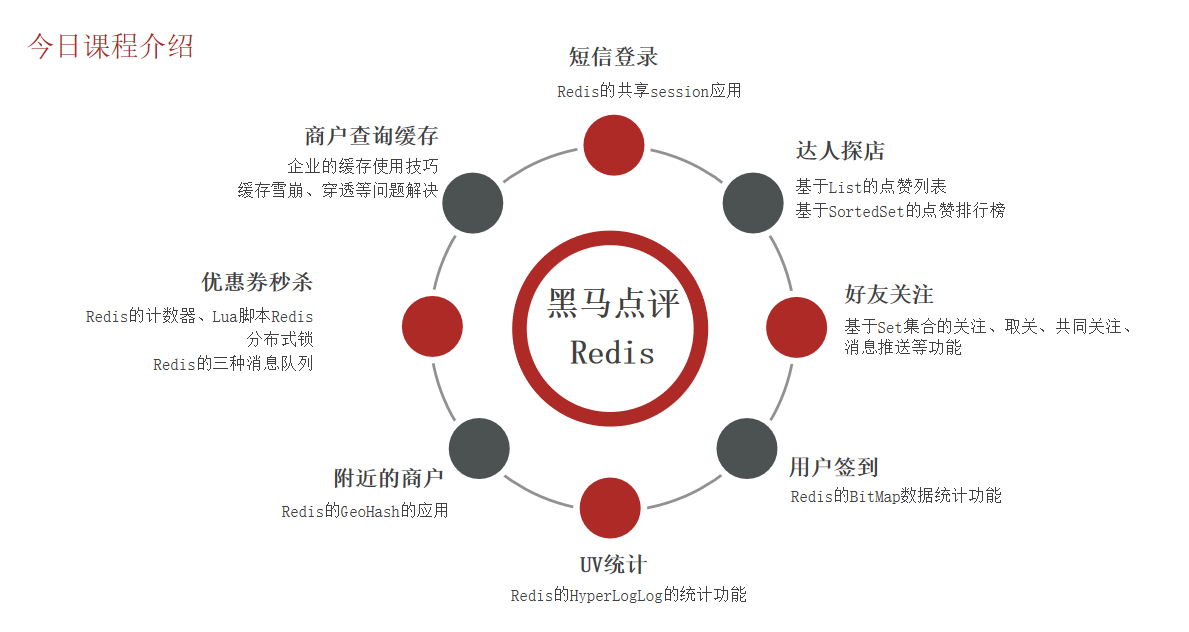 今日课程介绍
短信登录
Redis的共享session应用
商户查询缓存
企业的缓存使用技巧
缓存雪崩、穿透等问题解决
达人探店
基于List的点赞列表
基于SortedSet的点赞排行榜
优惠券秒杀
Redis的计数器、Lua脚本Redis
分布式锁
Redis的三种消息队列
黑马点评
Redis
好友关注
基于Set集合的关注、取关、共同关注、
消息推送等功能
附近的商户
Redis的GeoHash的应用
用户签到
Redis的BitMap数据统计功能
UV统计
Redis的HyperLogLog的统计功能